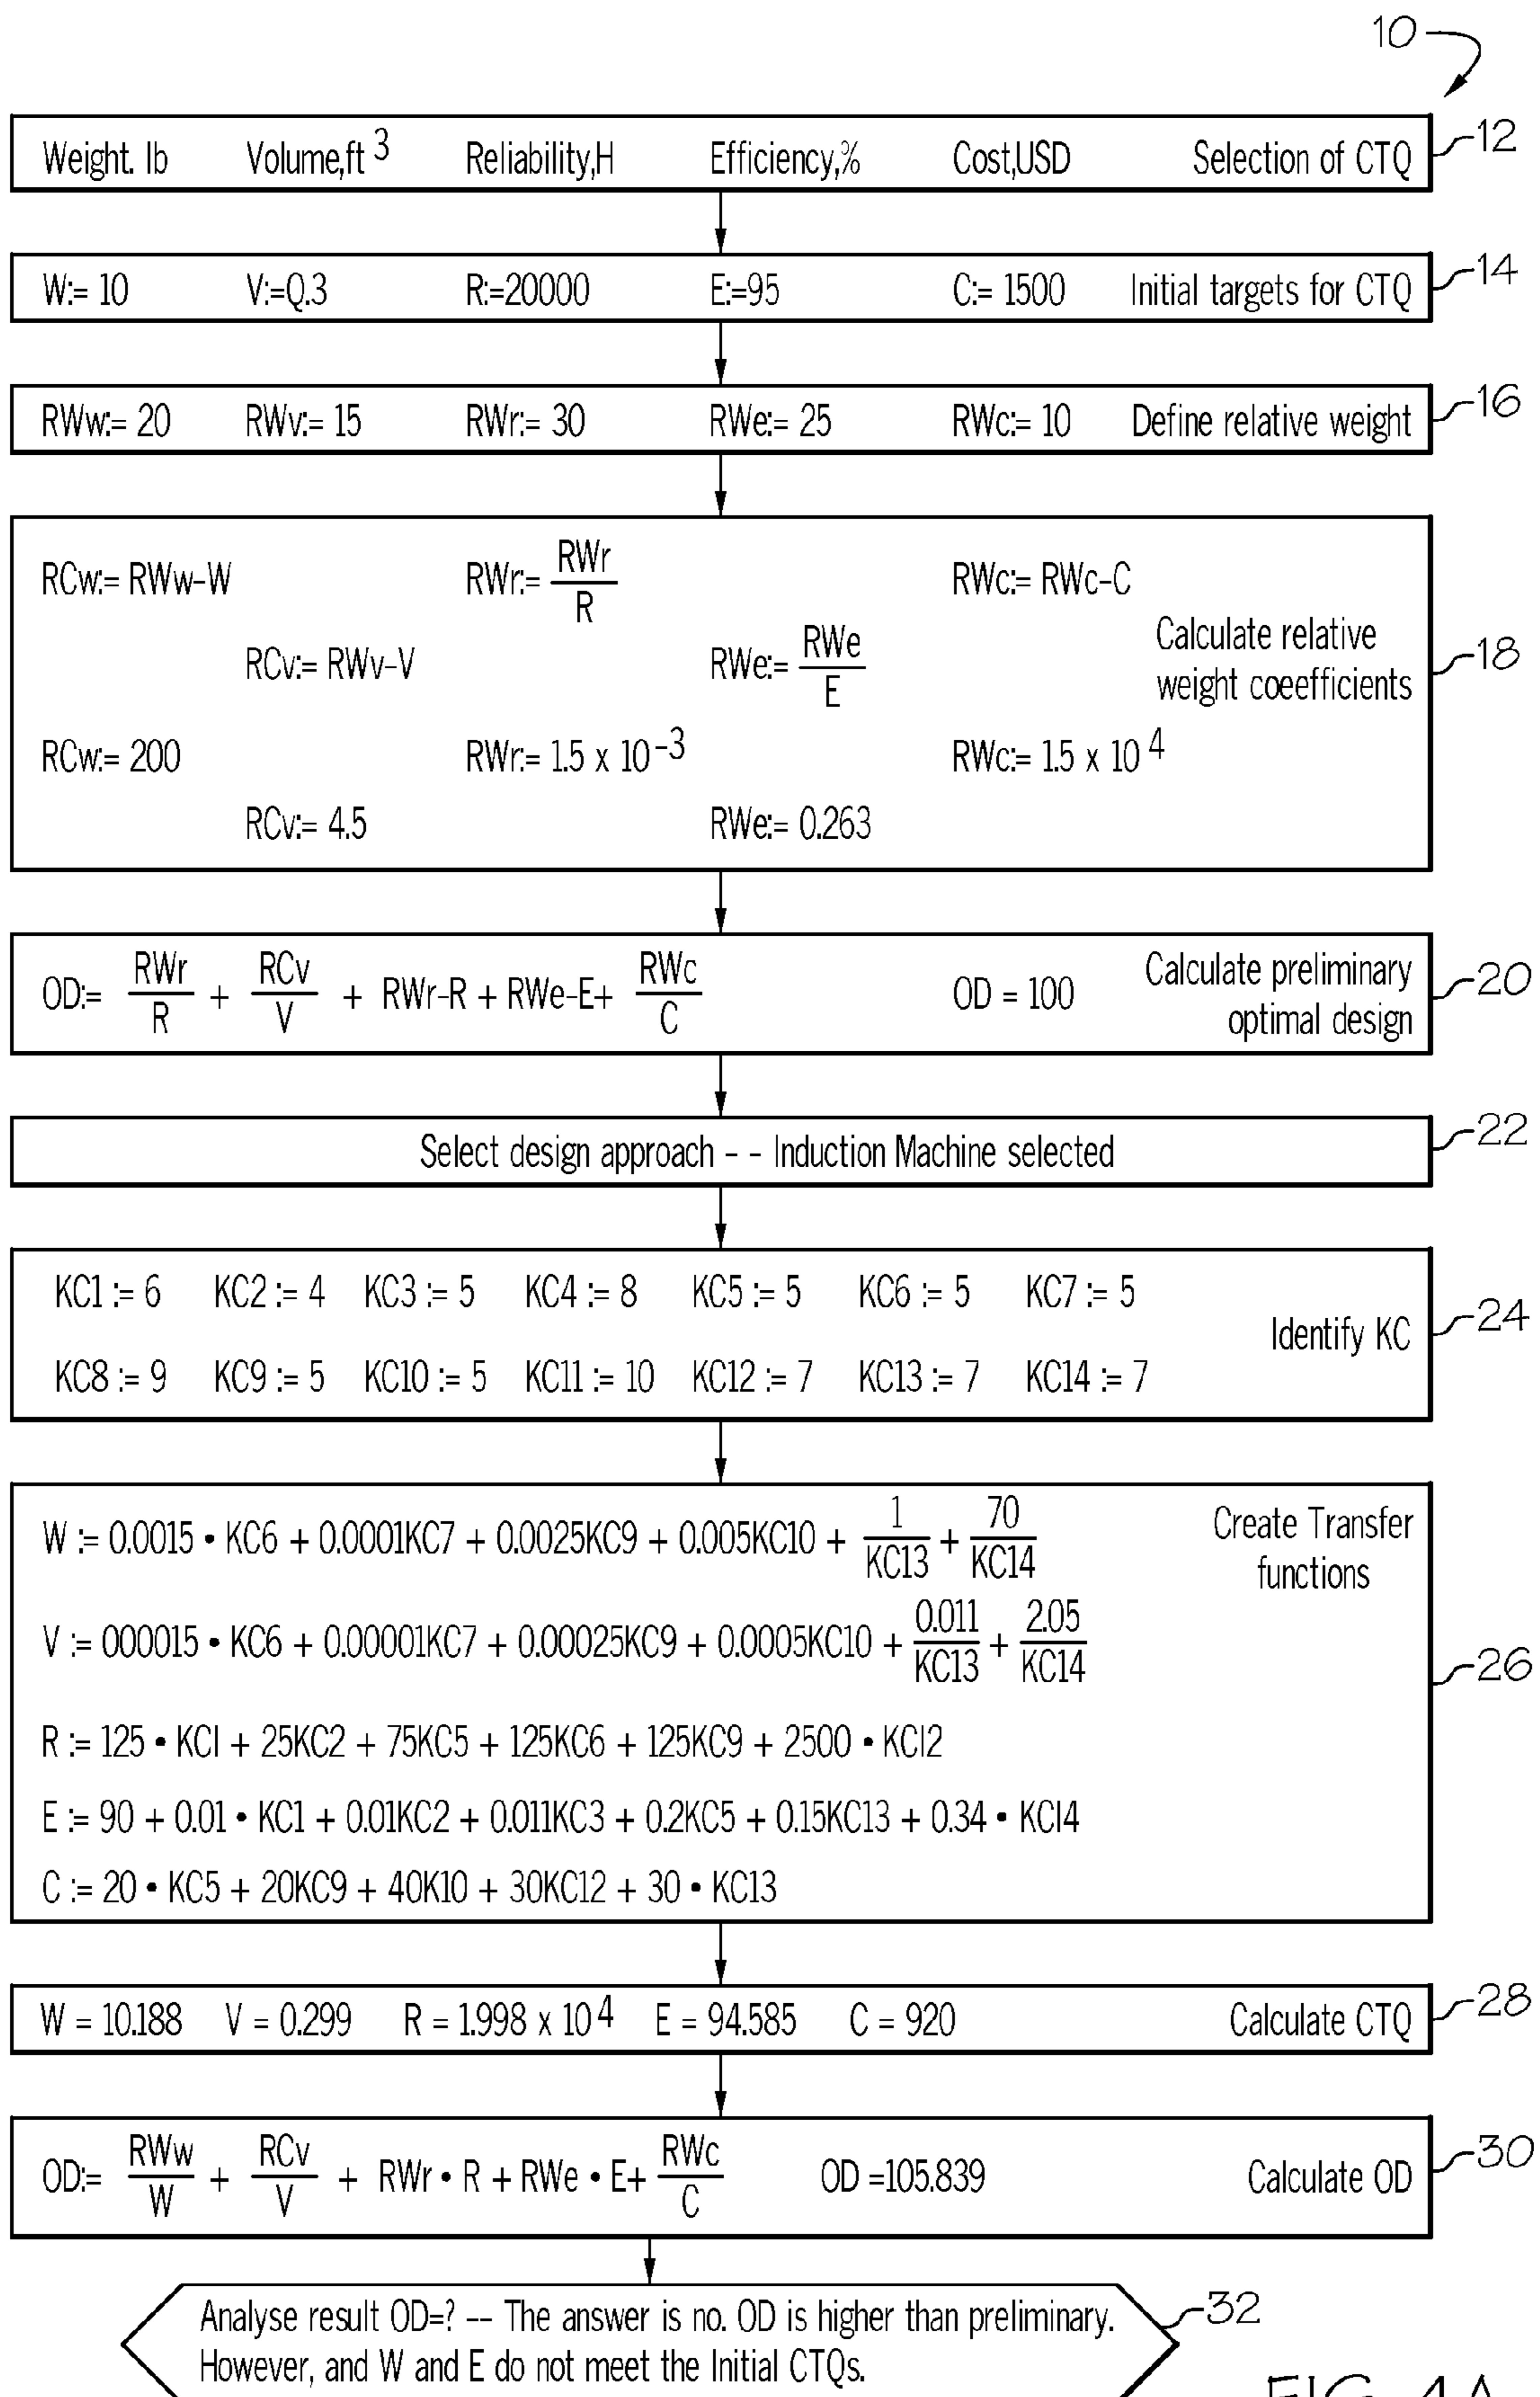 10
Weight. lb Volume,ft 3 Reliability,H Efficiency,% Cost,USD Selection of CTQ 12
W:= 10 V:=Q.3 R:=20000 E:=95 C:= 1500 Initial targets for CTQ 14
RWw:= 20 RWv:= 15 RWr:= 30 RWe:= 25 RWc:= 10 Define relative weight 16
RCw:= RWw-W RWr:= RWr/R RWc:= RWc-C
RCv:= RWv-V RWe:= RWe/E Calculate relative
weight coeefficients 18
RCw:= 200 RWr:= 1.5 x 10 -3 RWc:= 1.5 x 10 4
RCv:= 4.5 RWe:= 0.263
OD:= RWr/R + RCv/V + RWr-R + RWe-E+ RWc/C OD = 100 Calculate preliminary
optimal design 20
Select design approach - - Induction Machine selected 22
KC1 := 6 KC2 := 4 KC3 := 5 KC4 := 8 KC5 := 5 KC6 := 5 KC7 := 5
Identify KC 24
KC8 := 9 KC9 := 5 KC10 := 5 KC11 := 10 KC12 := 7 KC13 := 7 KC14 := 7
W := 0.0015 • KC6 + 0.0001KC7 + 0.0025KC9 + 0.005KC10 + 1/KC13 + 70/KC14 Create Transfer
functions
V := 000015 • KC6 + 0.00001KC7 + 0.00025KC9 + 0.0005KC10 + 0.011/KC13 + 2.05/KC14
26
R := 125 • KCl + 25KC2 + 75KC5 + 125KC6 + 125KC9 + 2500 • KCl2
E := 90 + 0.01 • KC1 + 0.01KC2 + 0.011KC3 + 0.2KC5 + 0.15KC13 + 0.34 • KCl4
C := 20 • KC5 + 20KC9 + 40K10 + 30KC12 + 30 • KC13
W = 10.188 V = 0.299 R = 1.998 x 10 4 E = 94.585 C = 920 Calculate CTQ 28
OD:= RWw/W + RCv/V + RWr • R + RWe • E+ RWc/C OD =105.839 Calculate OD 30
Analyse result OD=? -- The answer is no. OD is higher than preliminary. 32
However, and W and E do not meet the Initial CTQs.
FIG. 4A